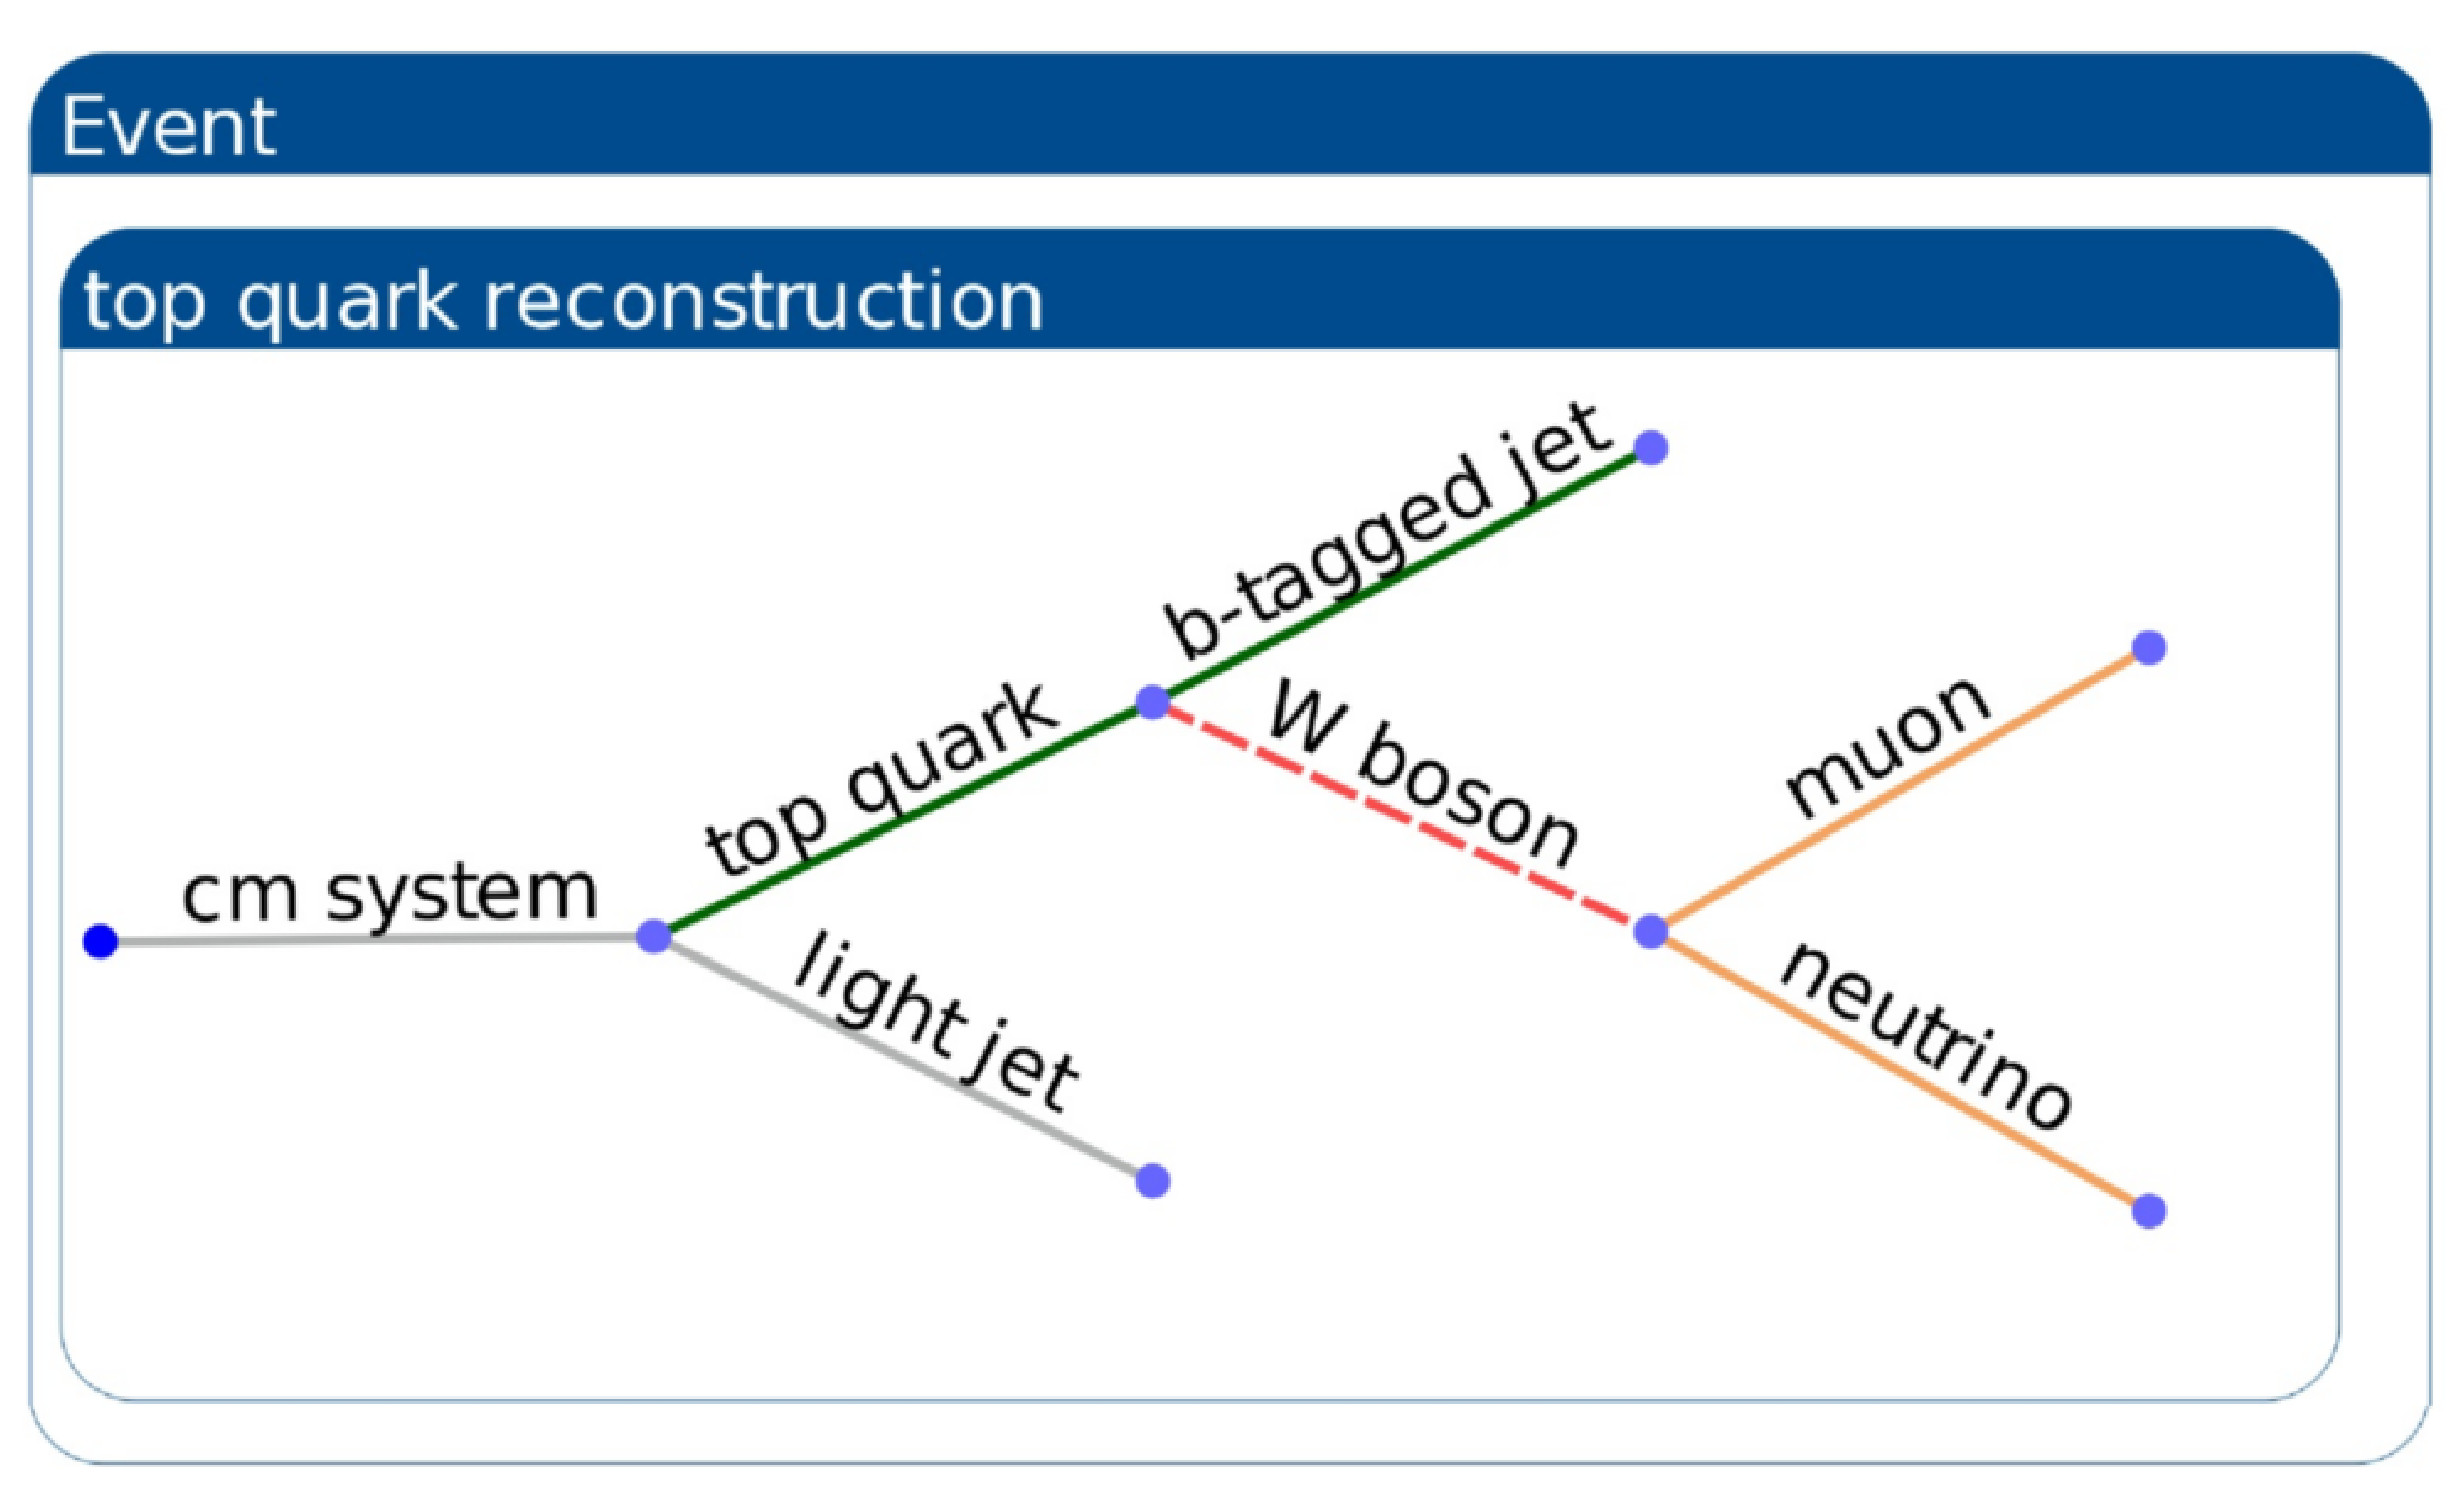 Event
top quark reconstruction
b-tagged jet
top quark
W boson
muon
cm system
light jet
neutrino